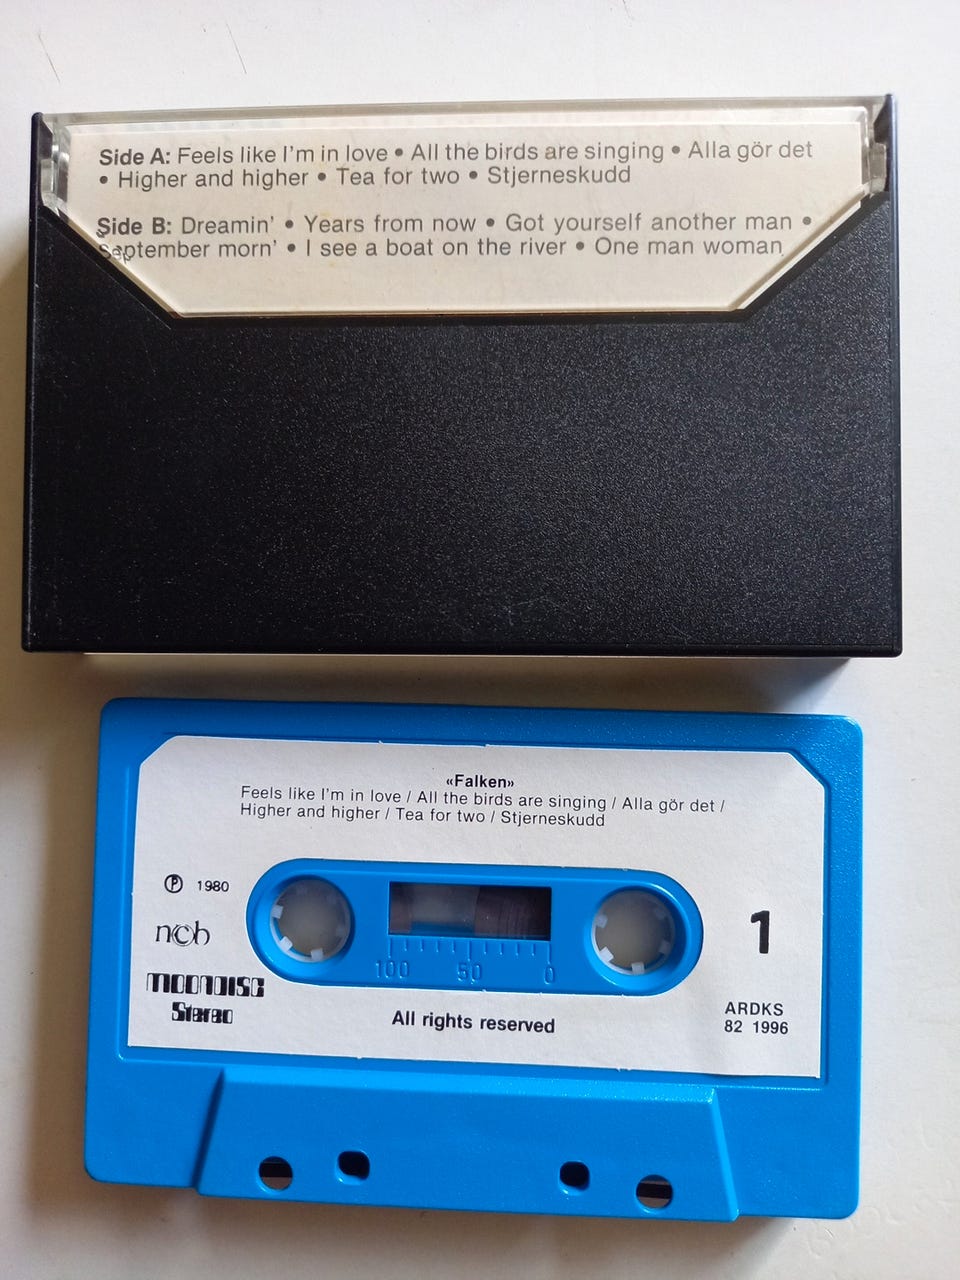 Side A: Feels like I'm in love • All the birds are singing • Alla gör det
• Higher and higher • Tea for two • Stjerneskudd
Side B: Dreamin' • Years from now • Got yourself another man •
September morn' • I see a boat on the river • One man woman
«Falken»
Feels like I'm in love / All the birds are singing / Alla gör det /
Higher and higher / Tea for two / Stjerneskudd
Ⓟ 1980
ncb
MOONDISC
Stereo
100 50 0
1
All rights reserved
ARDKS
82 1996